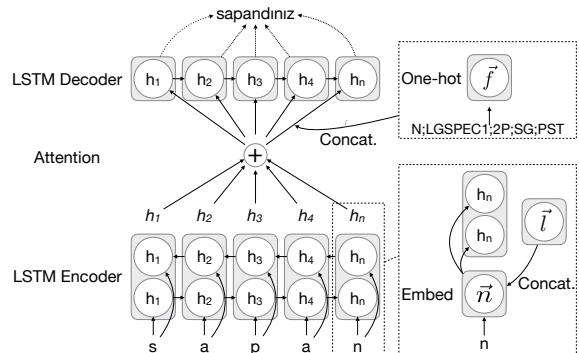 sapandınız
LSTM Decoder
h1 h2 h3 h4 hn
One-hot
f⃗
N;LGSPEC1;2P;SG;PST
Concat.
Attention
+
h1 h2 h3 h4 hn
LSTM Encoder
h1 h2 h3 h4 hn
h1 h2 h3 h4 hn
s a p a n
hn
hn
l⃗
Embed
n⃗
Concat.
n